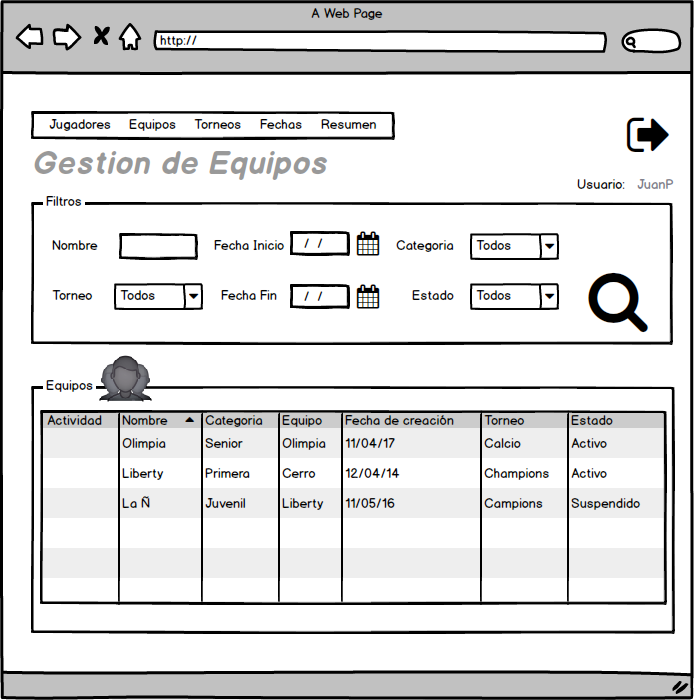 A Web Page
http://
Jugadores Equipos Torneos Fechas Resumen
Gestion de Equipos
Usuario: JuanP
Filtros
Nombre Fecha Inicio / / Categoria Todos
Torneo Todos Fecha Fin / / Estado Todos
Equipos
Actividad Nombre Categoria Equipo Fecha de creación Torneo Estado
Olimpia Senior Olimpia 11/04/17 Calcio Activo
Liberty Primera Cerro 12/04/14 Champions Activo
La Ñ Juvenil Liberty 11/05/16 Campions Suspendido